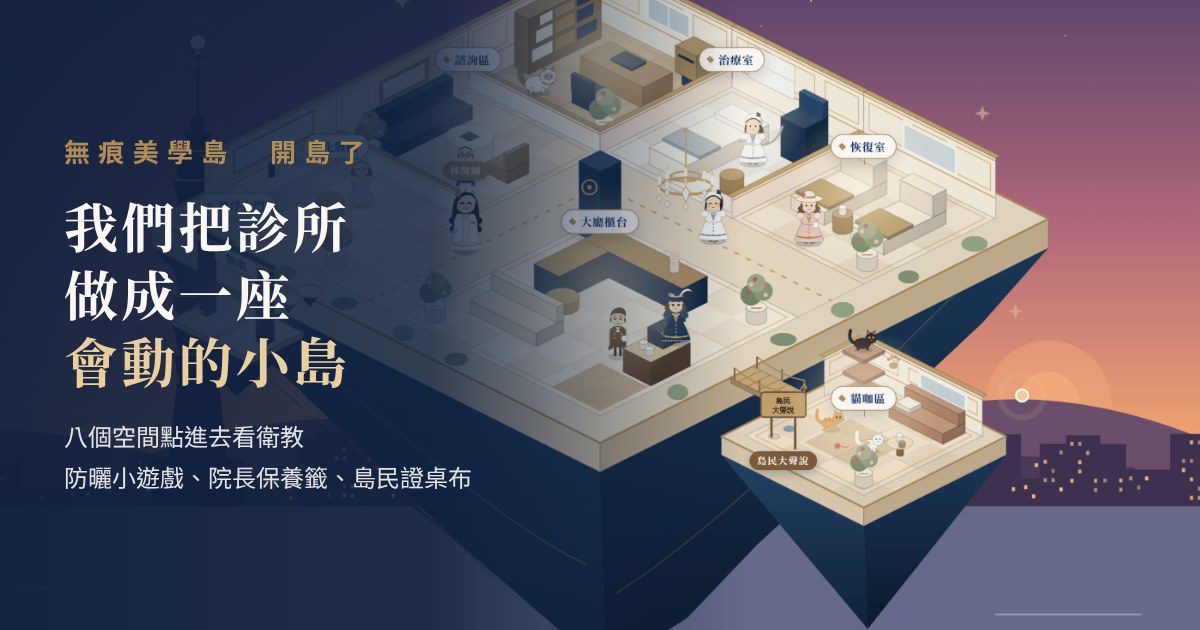 無痕美學島 開島了
我們把診所
做成一座
會動的小島
八個空間點進去看衛教
防曬小遊戲、院長保養籤、島民證桌布
諮詢區
治療室
恢復室
林醫師
大廳櫃台
貓咖區
島民
大聲說
島民大聲說